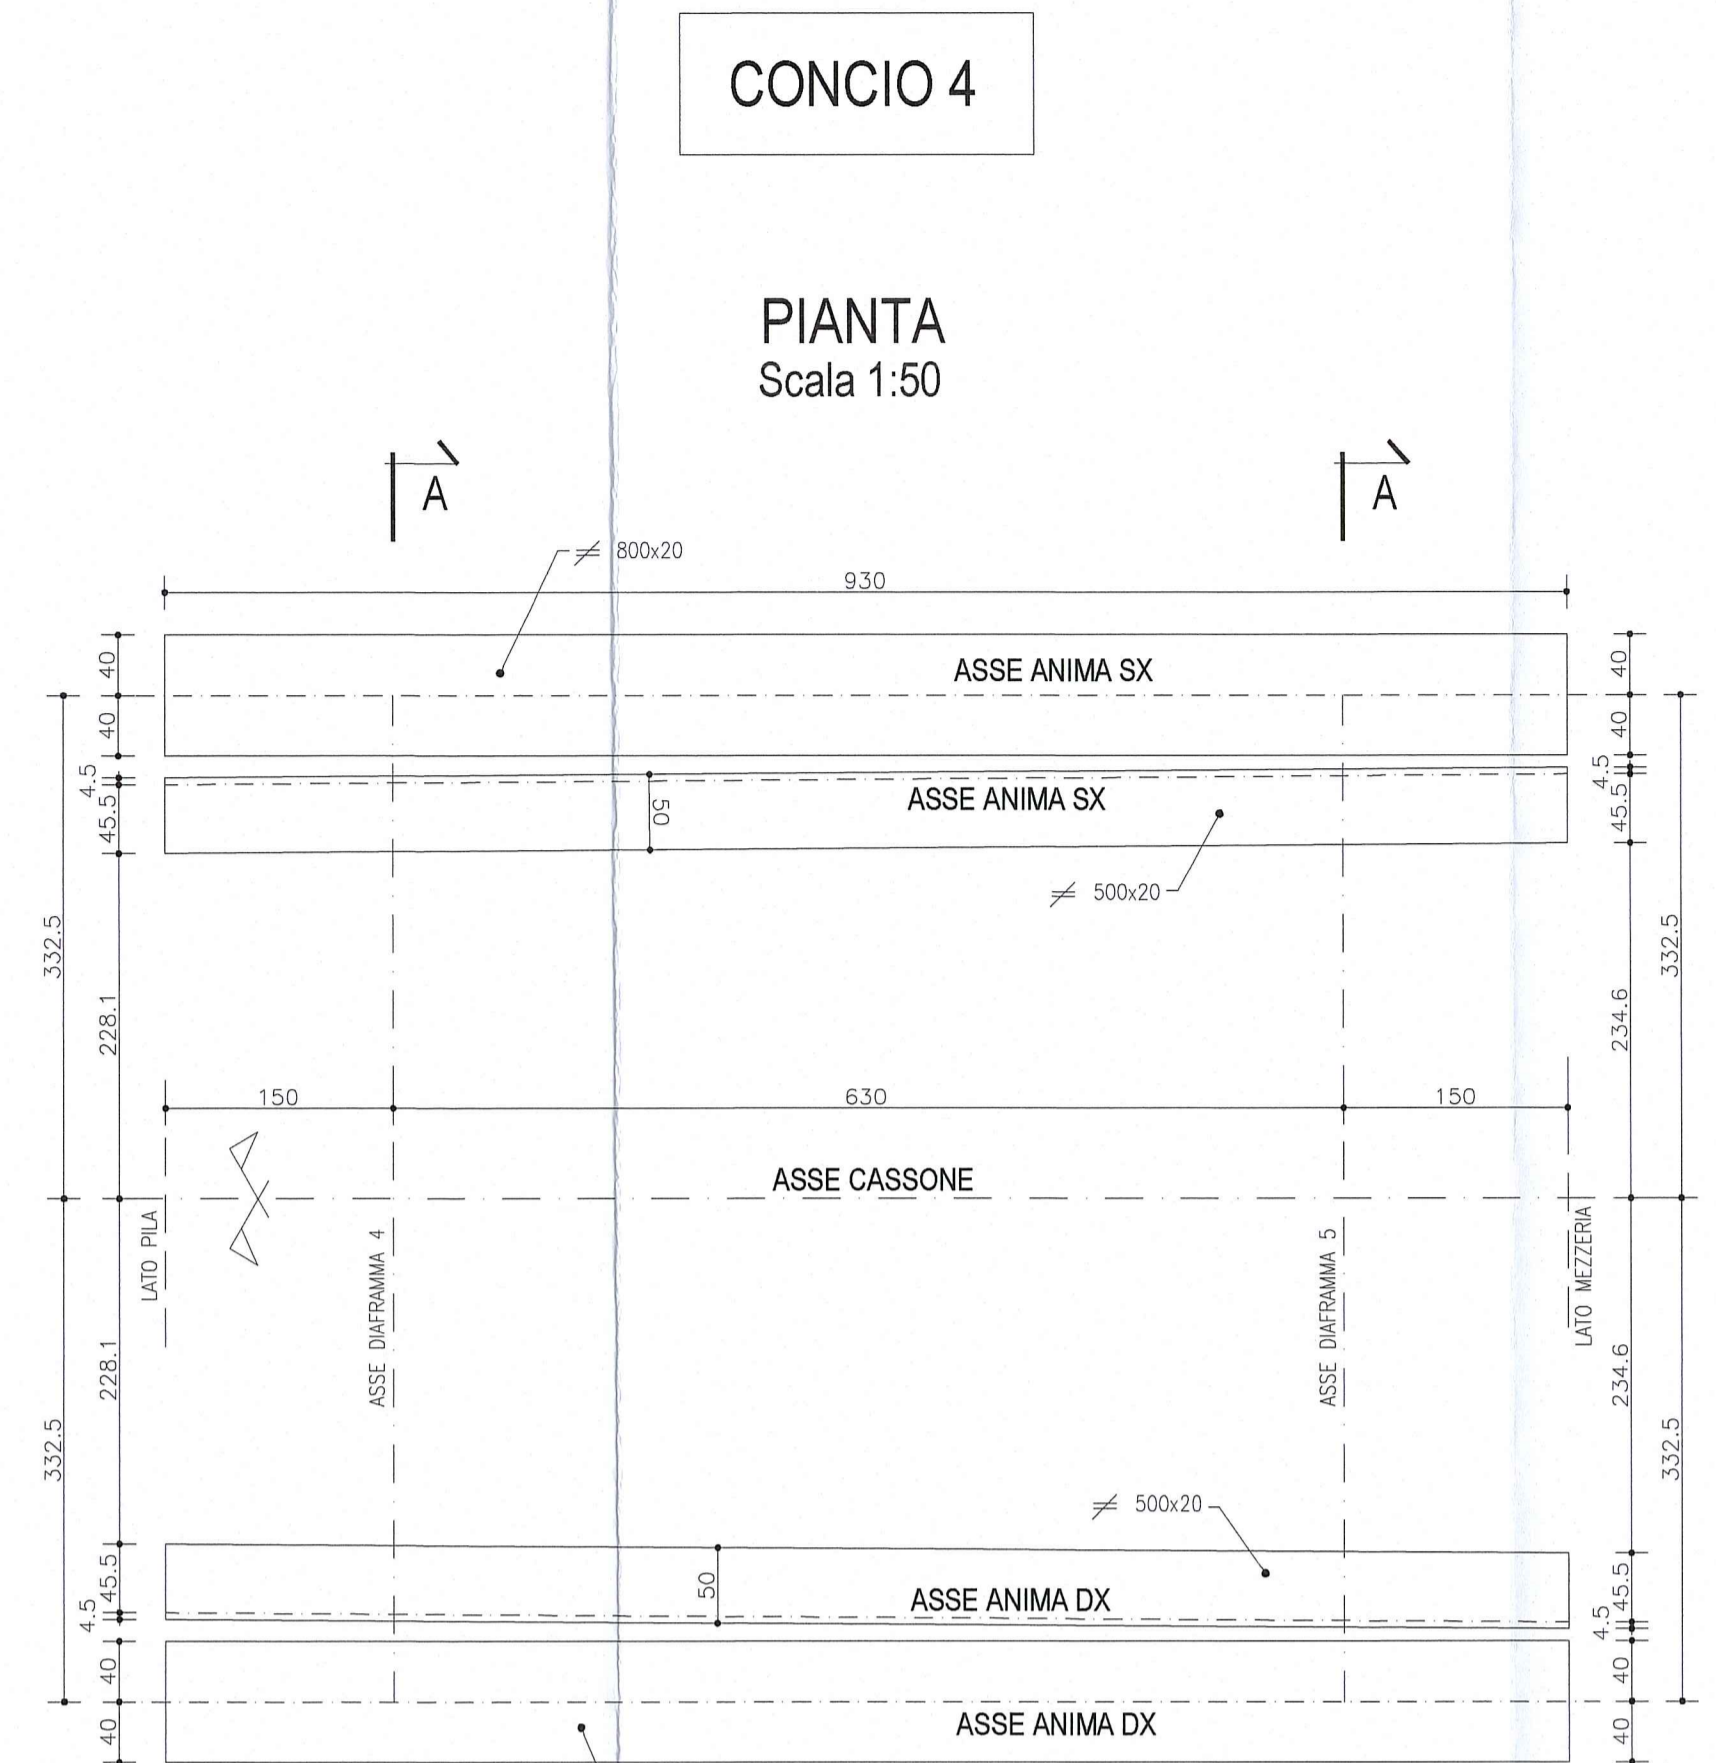 CONCIO 4
PIANTA
Scala 1:50
A
A
800x20
930
40
ASSE ANIMA SX
40
40
40
4.5
4.5
45.5
50
ASSE ANIMA SX
45.5
500x20
332.5
332.5
228.1
234.6
150
630
150
ASSE CASSONE
LATO PILA
ASSE DIAFRAMMA 4
ASSE DIAFRAMMA 5
LATO MEZZERIA
228.1
234.6
332.5
332.5
500x20
45.5
50
ASSE ANIMA DX
45.5
4.5
4.5
40
40
ASSE ANIMA DX
40
40